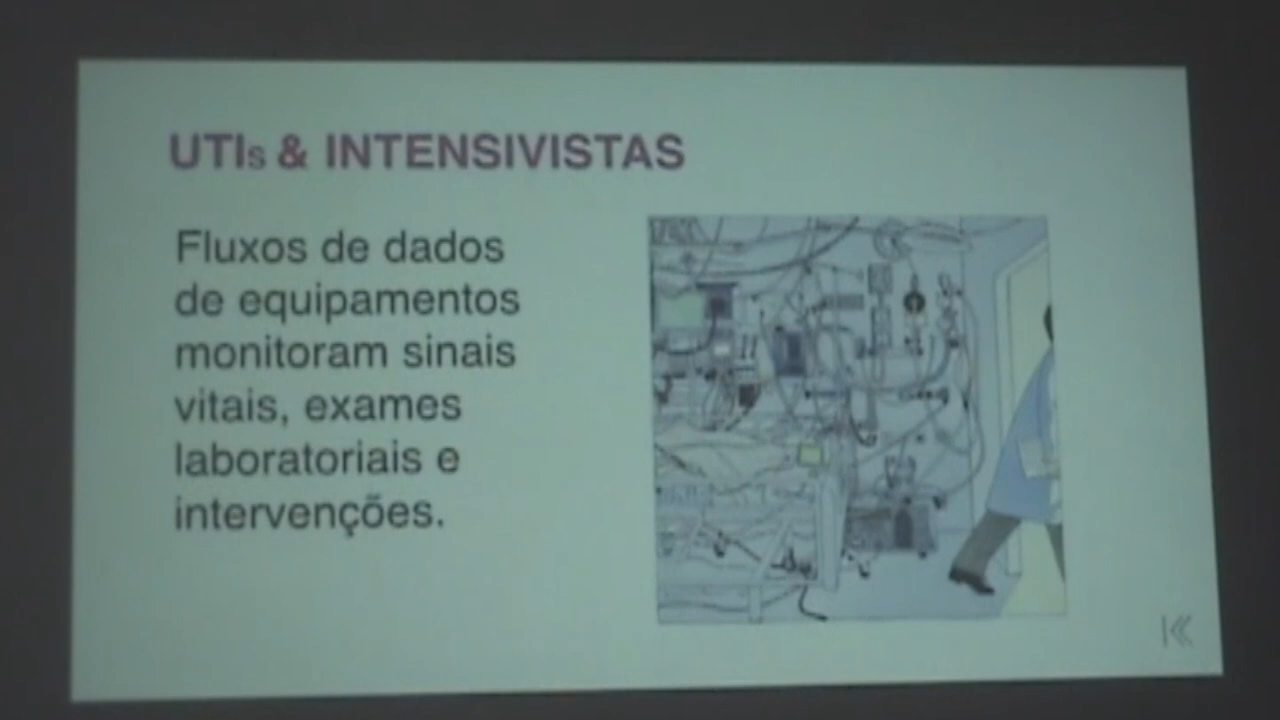 UTIs & INTENSIVISTAS
Fluxos de dados
de equipamentos
monitoram sinais
vitais, exames
laboratoriais e
intervenções.